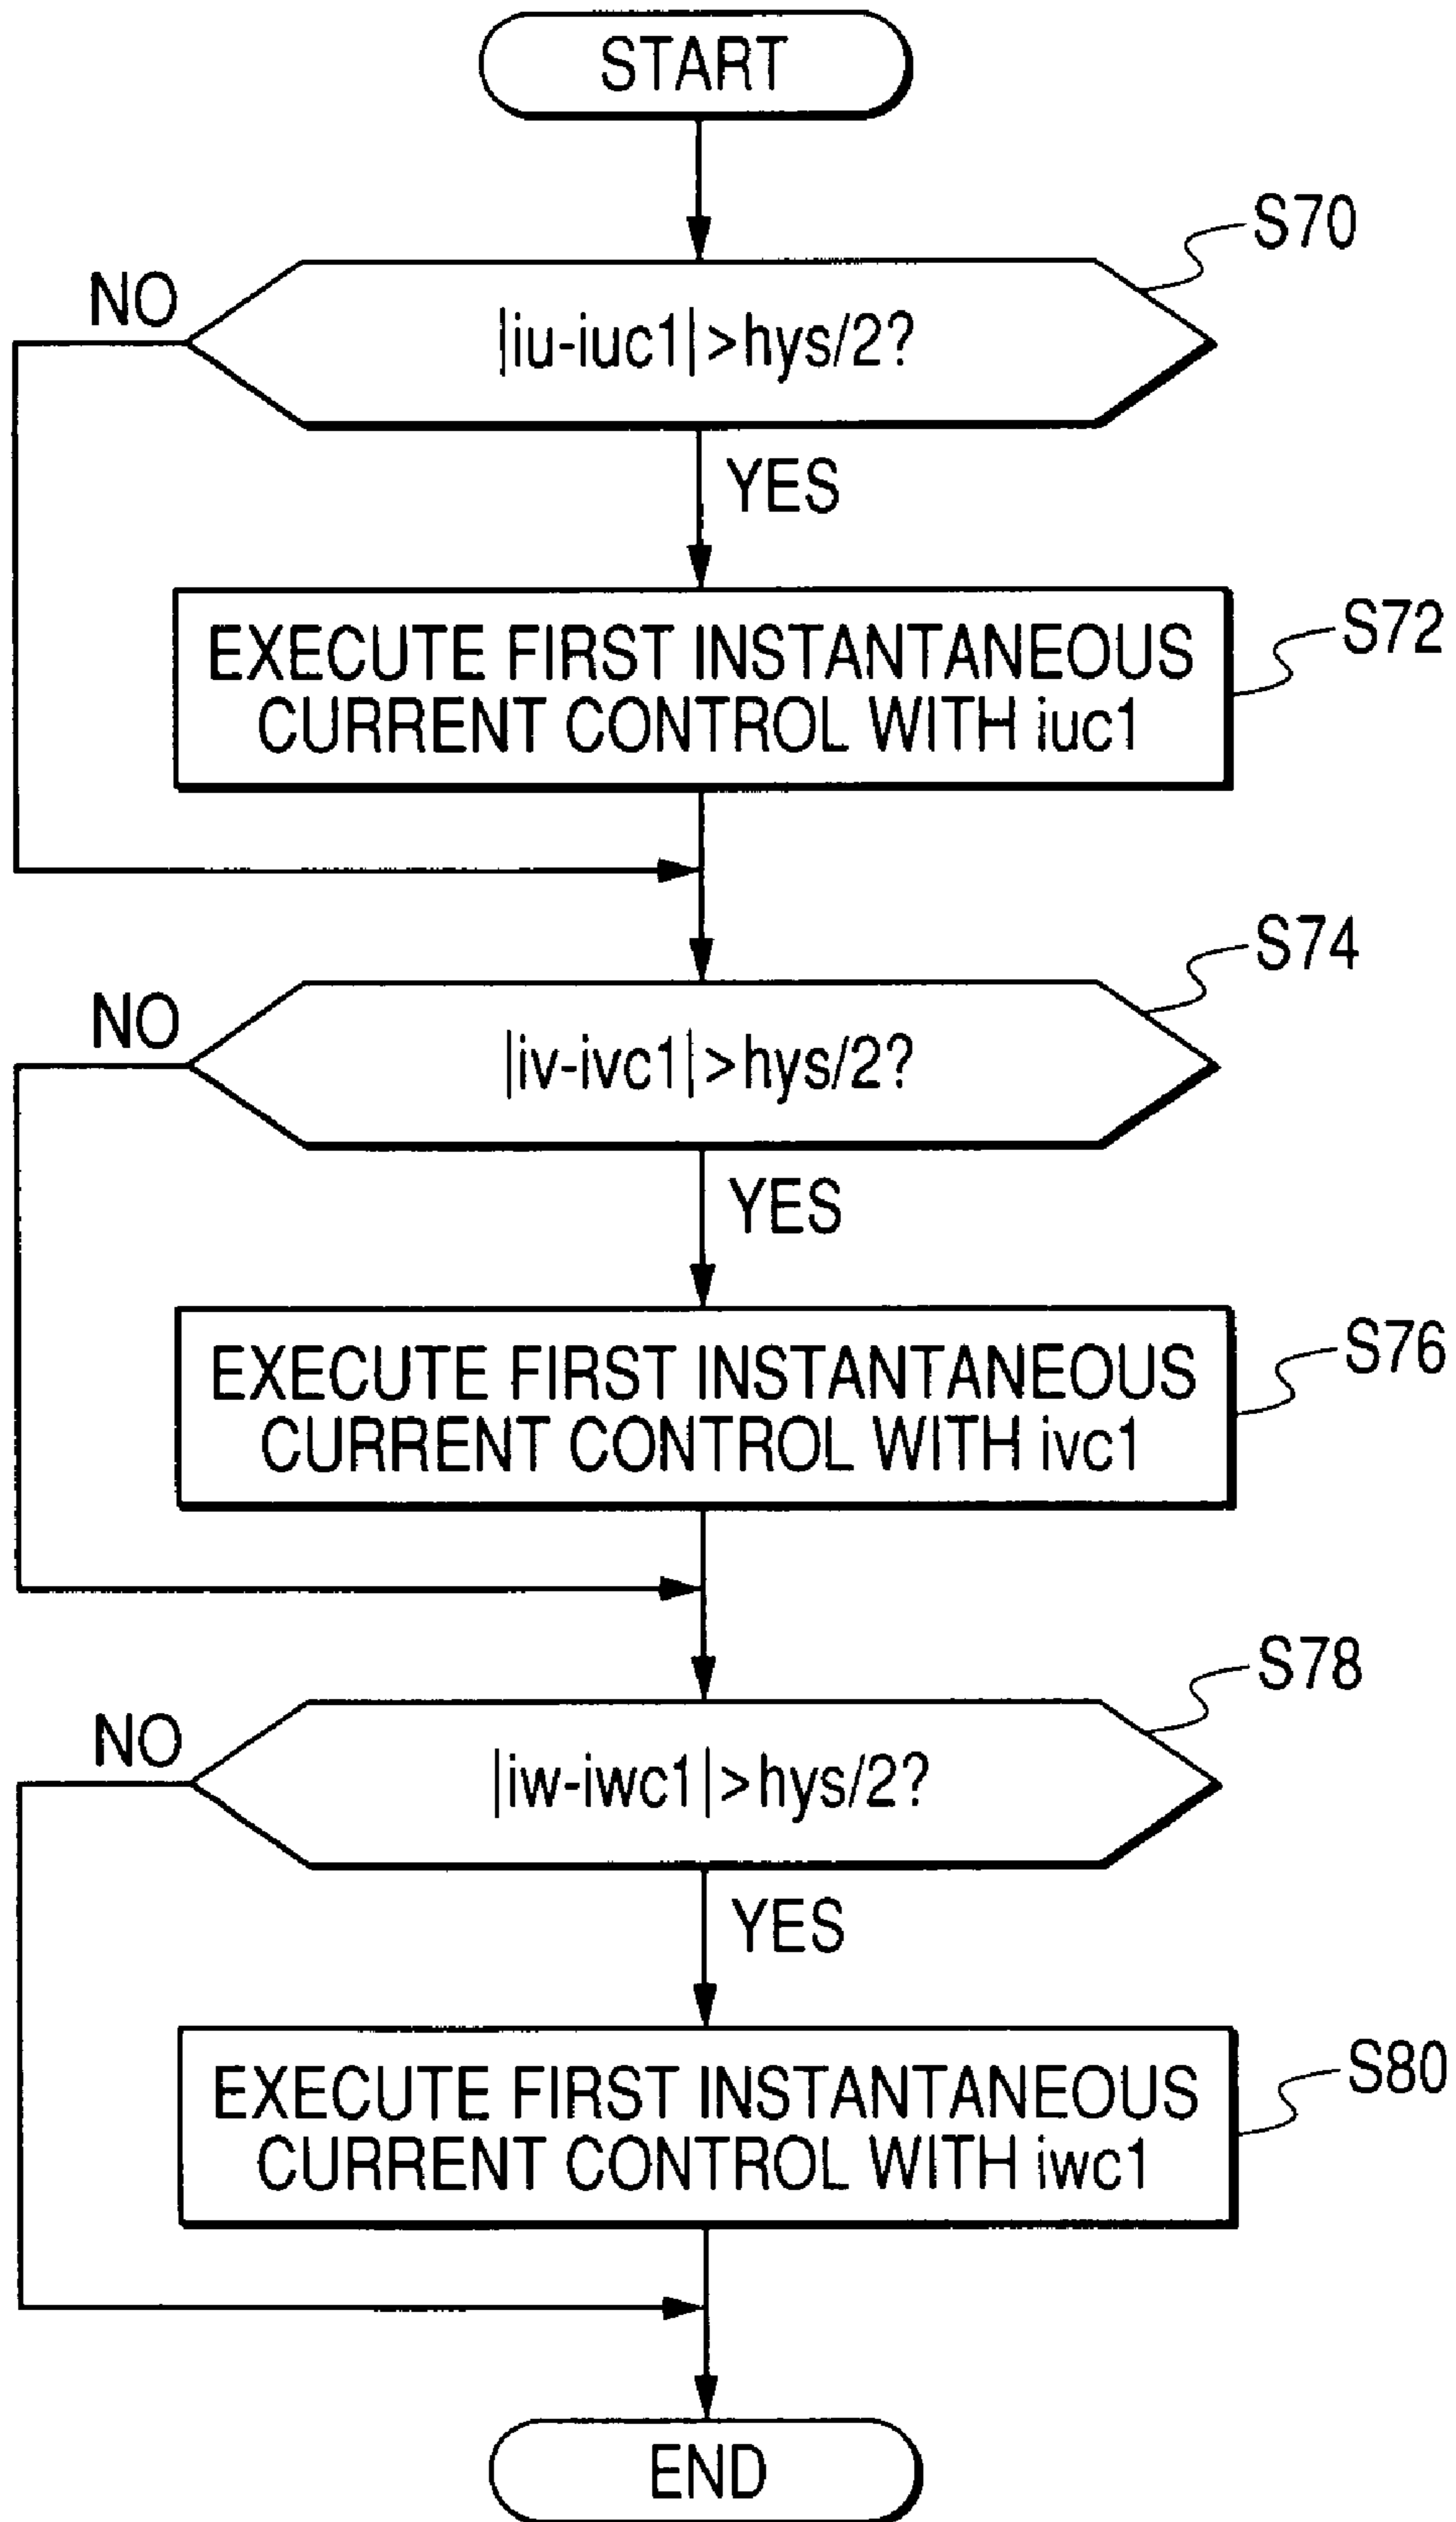 START
S70
NO
|iu-iuc1|>hys/2?
YES
S72
EXECUTE FIRST INSTANTANEOUS
CURRENT CONTROL WITH iuc1
S74
NO
|iv-ivc1|>hys/2?
YES
S76
EXECUTE FIRST INSTANTANEOUS
CURRENT CONTROL WITH ivc1
S78
NO
|iw-iwc1|>hys/2?
YES
S80
EXECUTE FIRST INSTANTANEOUS
CURRENT CONTROL WITH iwc1
END